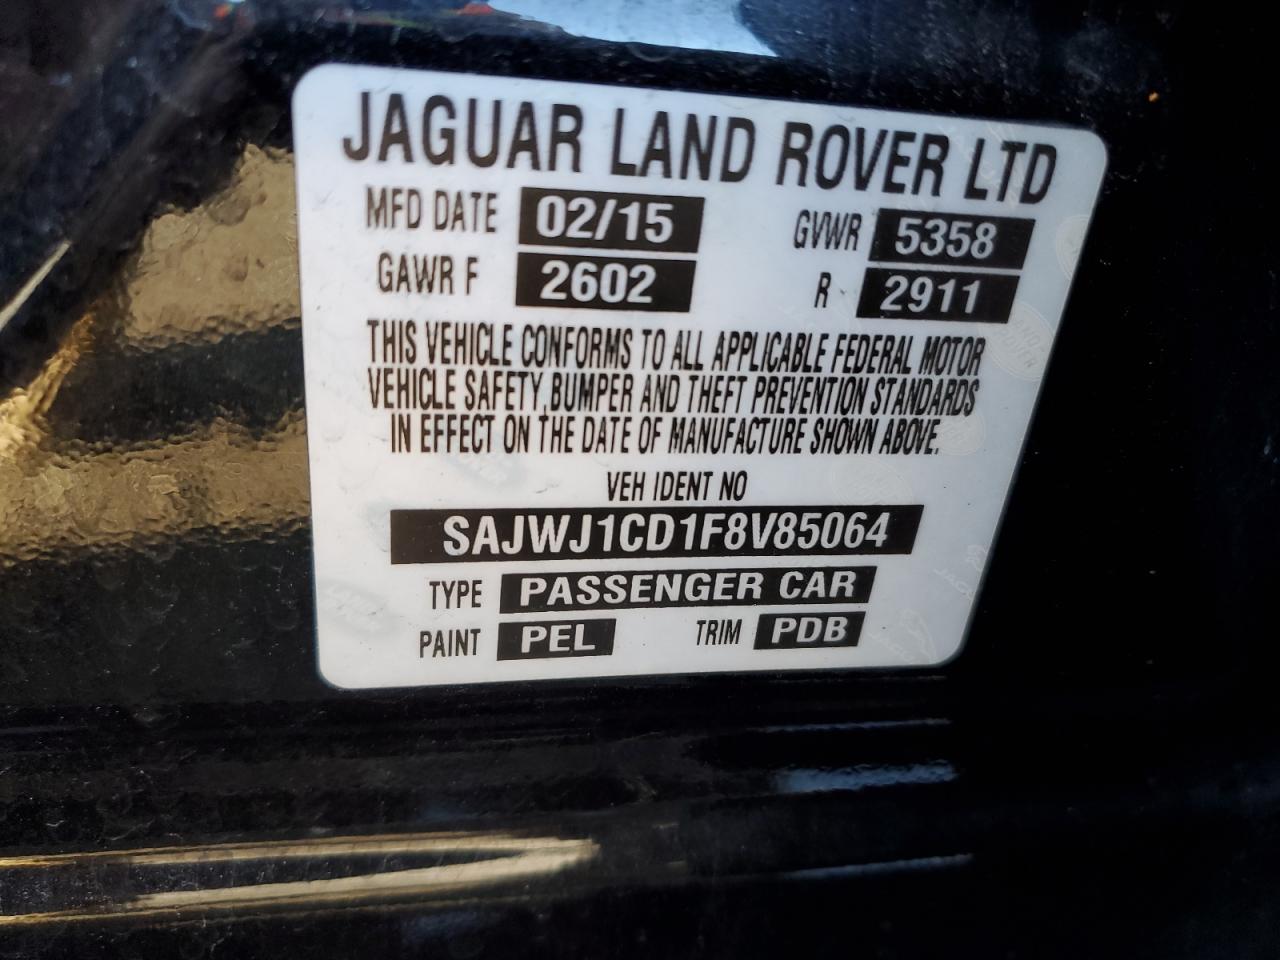 JAGUAR LAND ROVER LTD
MFD DATE 02/15 GVWR 5358
GAWR F 2602 R 2911
THIS VEHICLE CONFORMS TO ALL APPLICABLE FEDERAL MOTOR
VEHICLE SAFETY, BUMPER AND THEFT PREVENTION STANDARDS
IN EFFECT ON THE DATE OF MANUFACTURE SHOWN ABOVE.
VEH IDENT NO
SAJWJ1CD1F8V85064
TYPE PASSENGER CAR
PAINT PEL TRIM PDB